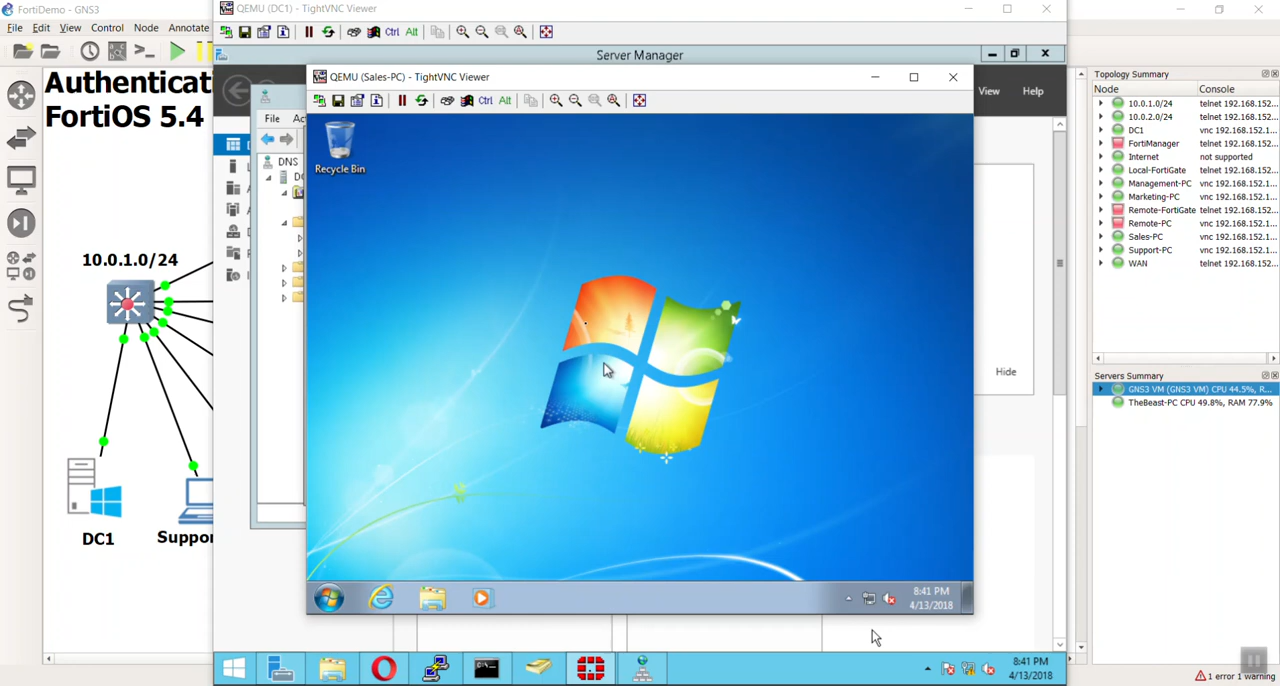 FortiDemo - GNS3
File Edit View Control Node Annotate
Authenticat
FortiOS 5.4
10.0.1.0/24
DC1
Suppor
QEMU (DC1) - TightVNC Viewer
Ctrl Alt
Server Manager
View Help
Hide
File Ac
DNS
DC
QEMU (Sales-PC) - TightVNC Viewer
Ctrl Alt
Recycle Bin
8:41 PM
4/13/2018
8:41 PM
4/13/2018
Topology Summary
Node Console
10.0.1.0/24 telnet 192.168.152...
10.0.2.0/24 telnet 192.168.152...
DC1 vnc 192.168.152.1...
FortiManager telnet 192.168.152...
Internet not supported
Local-FortiGate telnet 192.168.152...
Management-PC vnc 192.168.152.1...
Marketing-PC vnc 192.168.152.1...
Remote-FortiGate telnet 192.168.152...
Remote-PC vnc 192.168.152.1...
Sales-PC vnc 192.168.152.1...
Support-PC vnc 192.168.152.1...
WAN telnet 192.168.152...
Servers Summary
GNS3 VM (GNS3 VM) CPU 44.5%, R...
TheBeast-PC CPU 49.8%, RAM 77.9%
1 error 1 warning